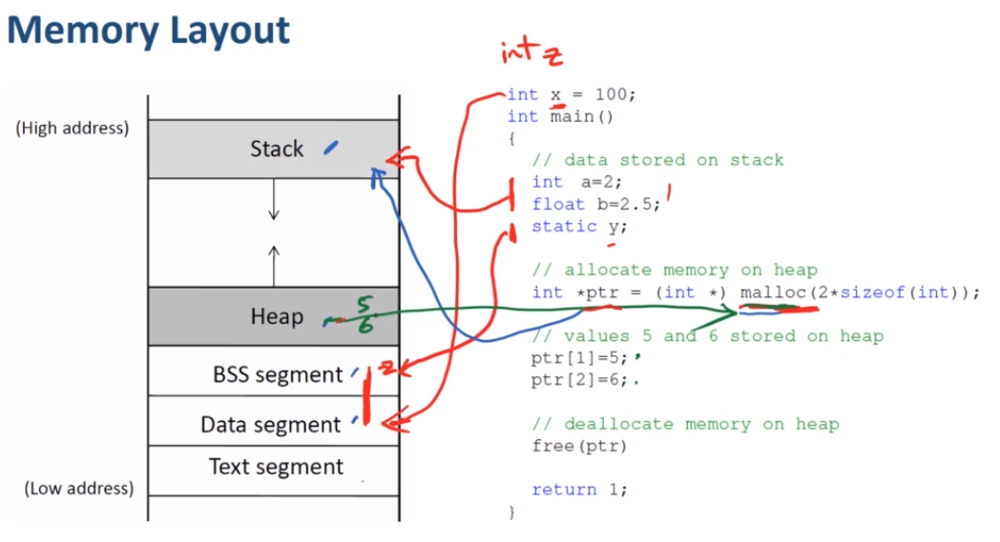 Memory Layout
(High address)
Stack
Heap
5
6
BSS segment
z
Data segment
Text segment
(Low address)
int z
int x = 100;
int main()
{
// data stored on stack
int a=2;
float b=2.5;
static y;
// allocate memory on heap
int *ptr = (int *) malloc(2*sizeof(int));
// values 5 and 6 stored on heap
ptr[1]=5;
ptr[2]=6;
// deallocate memory on heap
free(ptr)
return 1;
}